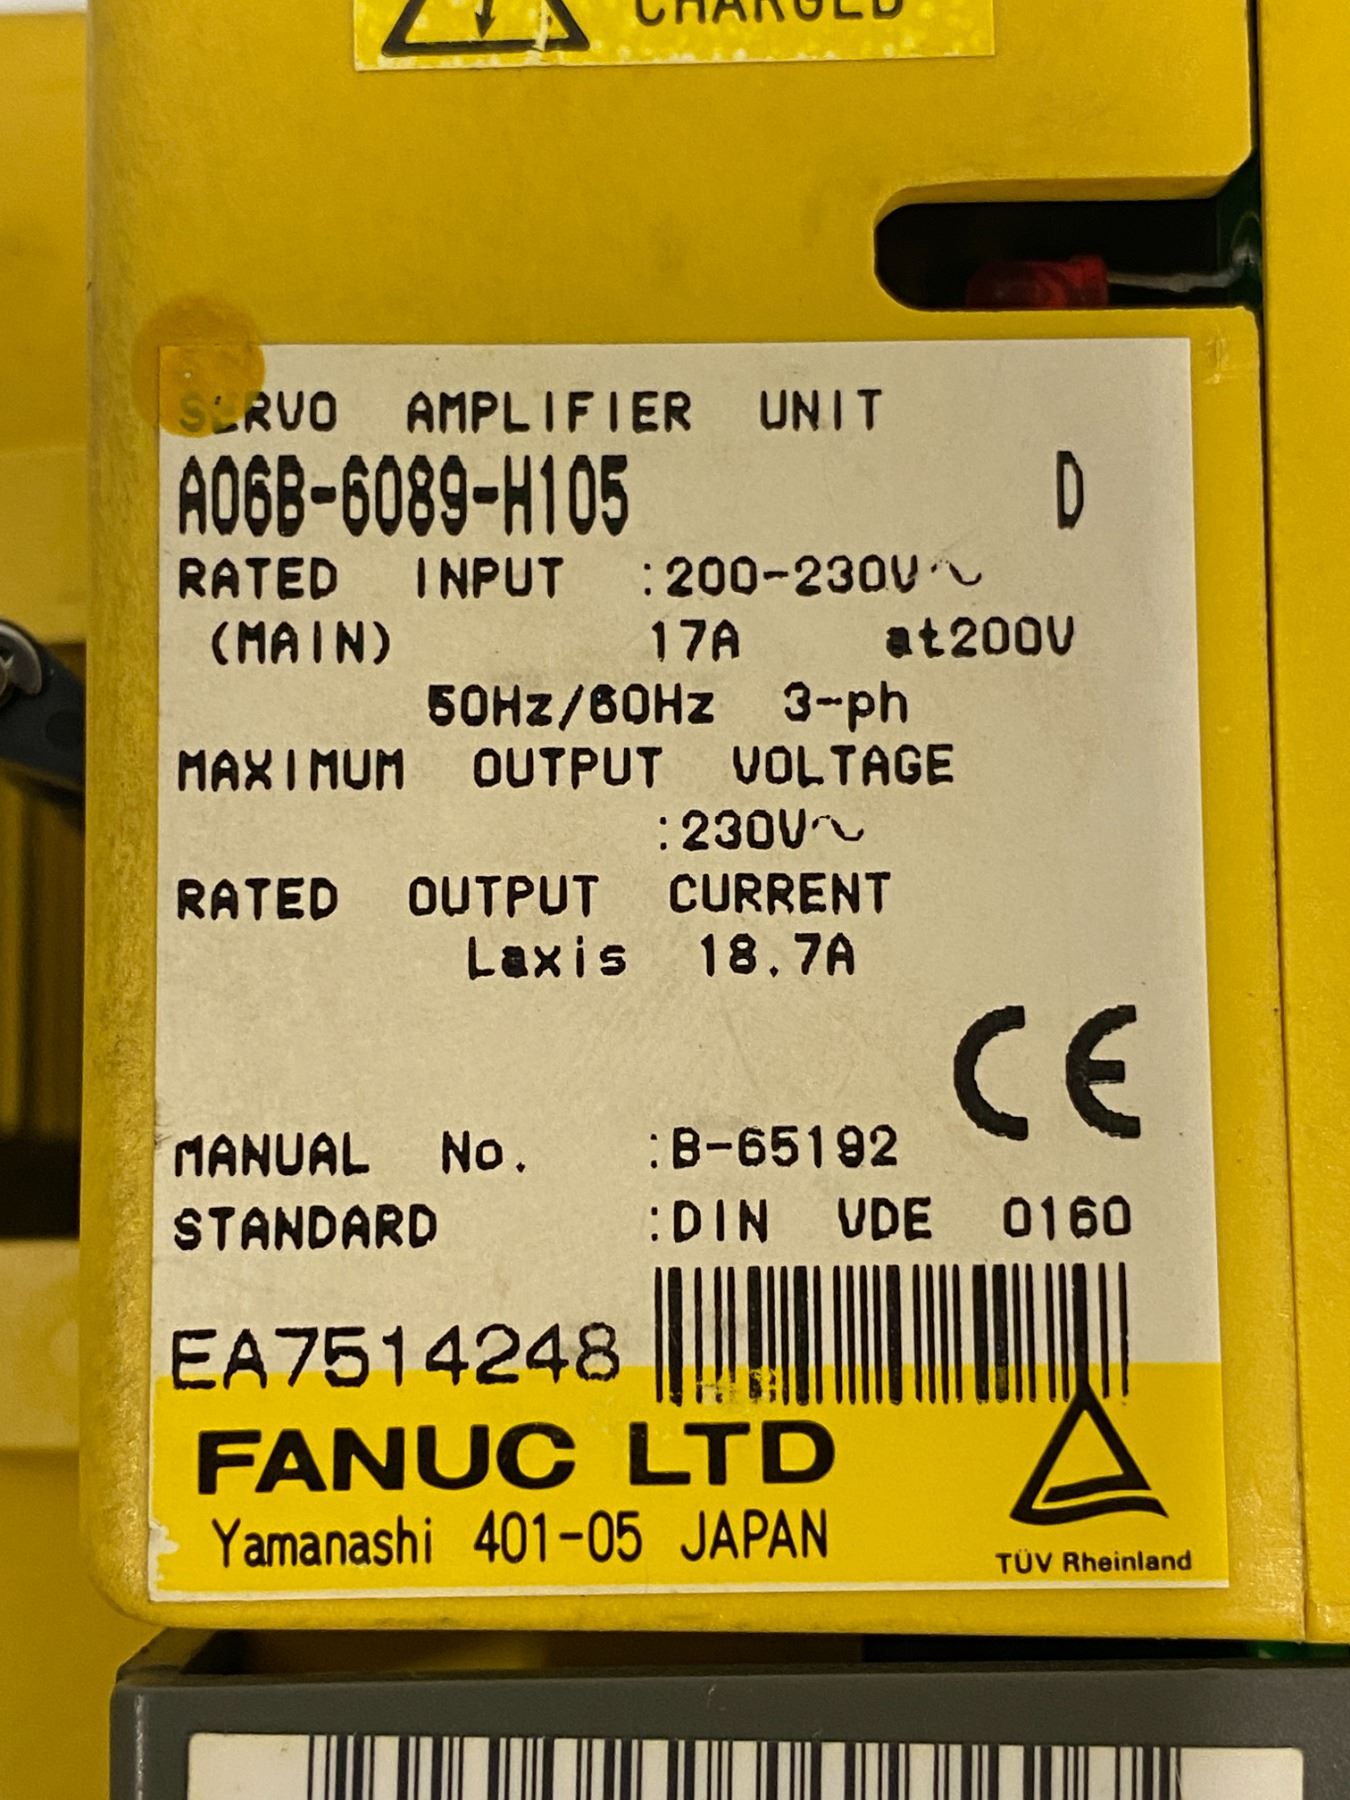 CHARGED
SERVO AMPLIFIER UNIT
A06B-6089-H105 D
RATED INPUT :200-230V~
(MAIN) 17A at200V
50Hz/60Hz 3-ph
MAXIMUM OUTPUT VOLTAGE
:230V~
RATED OUTPUT CURRENT
Laxis 18.7A
CE
MANUAL No. :B-65192
STANDARD :DIN VDE 0160
EA7514248
FANUC LTD
Yamanashi 401-05 JAPAN
TÜV Rheinland